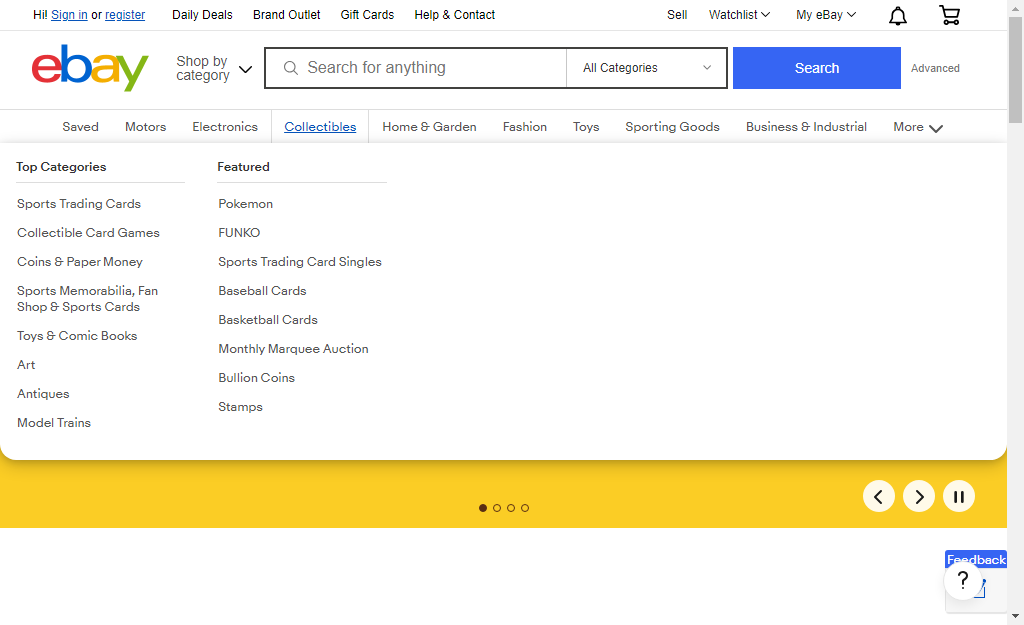 Hi! Sign in or register Daily Deals Brand Outlet Gift Cards Help & Contact Sell Watchlist My eBay
ebay
Shop by
category
Search for anything
All Categories
Search
Advanced
Saved Motors Electronics Collectibles Home & Garden Fashion Toys Sporting Goods Business & Industrial More
Top Categories
Sports Trading Cards
Collectible Card Games
Coins & Paper Money
Sports Memorabilia, Fan
Shop & Sports Cards
Toys & Comic Books
Art
Antiques
Model Trains
Featured
Pokemon
FUNKO
Sports Trading Card Singles
Baseball Cards
Basketball Cards
Monthly Marquee Auction
Bullion Coins
Stamps
Feedback
?